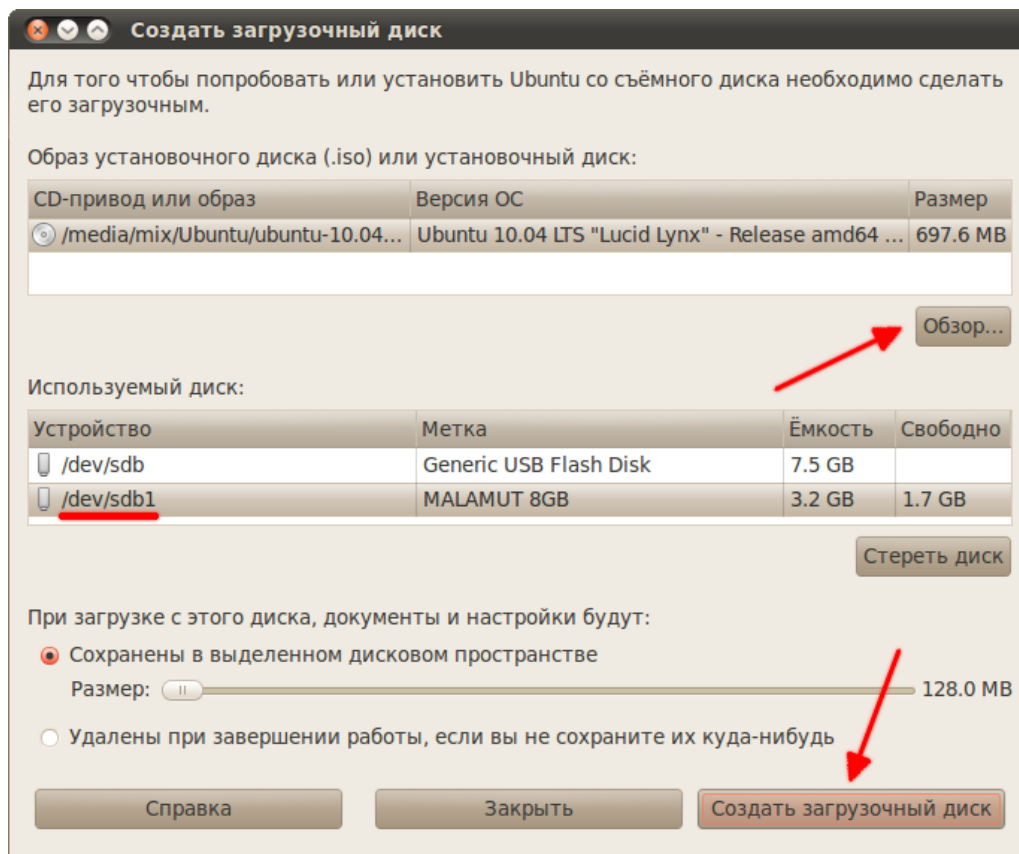 Создать загрузочный диск
Для того чтобы попробовать или установить Ubuntu со съёмного диска необходимо сделать
его загрузочным.
Образ установочного диска (.iso) или установочный диск:
CD-привод или образ Версия ОС Размер
/media/mix/Ubuntu/ubuntu-10.04... Ubuntu 10.04 LTS "Lucid Lynx" - Release amd64 ... 697.6 MB
Обзор...
Используемый диск:
Устройство Метка Ёмкость Свободно
/dev/sdb Generic USB Flash Disk 7.5 GB
/dev/sdb1 MALAMUT 8GB 3.2 GB 1.7 GB
Стереть диск
При загрузке с этого диска, документы и настройки будут:
Сохранены в выделенном дисковом пространстве
Размер: 128.0 MB
Удалены при завершении работы, если вы не сохраните их куда-нибудь
Справка Закрыть Создать загрузочный диск